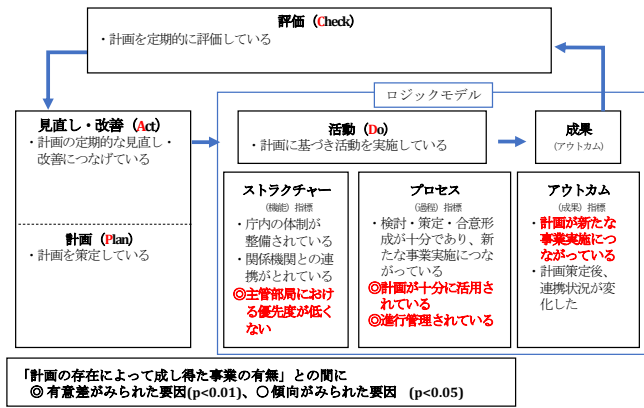 評価（Check）
・計画を定期的に評価している
ロジックモデル
見直し・改善（Act）
・計画の定期的な見直し・
改善につなげている
計画（Plan）
・計画を策定している
活動（Do）
・計画に基づき活動を実施している
成果
（アウトカム）
ストラクチャー
（機能）指標
・庁内の体制が
整備されている
・関係機関との連
携がとれている
◎主管部局におけ
る優先度が低く
ない
プロセス
（過程）指標
・検討・策定・合意形
成が十分であり、新
たな事業実施につな
がっている
◎計画が十分に活用さ
れている
◎進行管理されている
アウトカム
（成果）指標
・計画が新たな
事業実施につ
ながっている
・計画策定後、
連携状況が変
化した
「計画の存在によって成し得た事業の有無」との間に
◎ 有意差がみられた要因(p<0.01)、〇 傾向がみられた要因 (p<0.05)